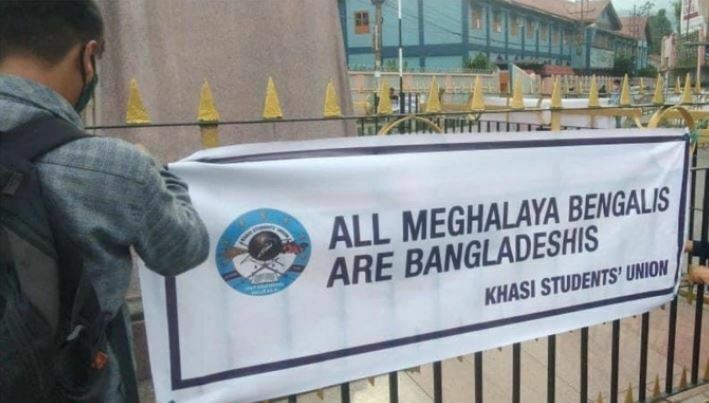 ALL MEGHALAYA BENGALIS
ARE BANGLADESHIS
KHASI STUDENTS' UNION